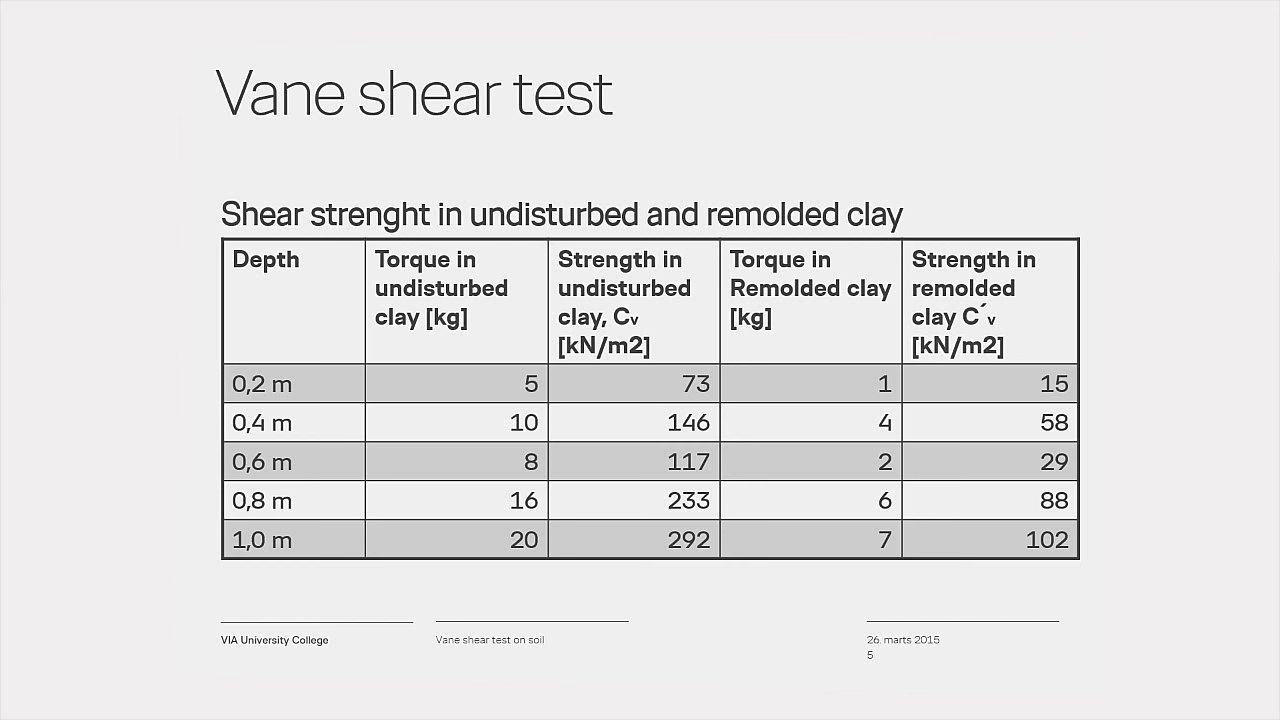 Vane shear test
Shear strenght in undisturbed and remolded clay
Depth
Torque in
undisturbed
clay [kg]
Strength in
undisturbed
clay, Cv
[kN/m2]
Torque in
Remolded clay
[kg]
Strength in
remolded
clay C´v
[kN/m2]
0,2 m 5 73 1 15
0,4 m 10 146 4 58
0,6 m 8 117 2 29
0,8 m 16 233 6 88
1,0 m 20 292 7 102
VIA University College
Vane shear test on soil
26. marts 2015
5